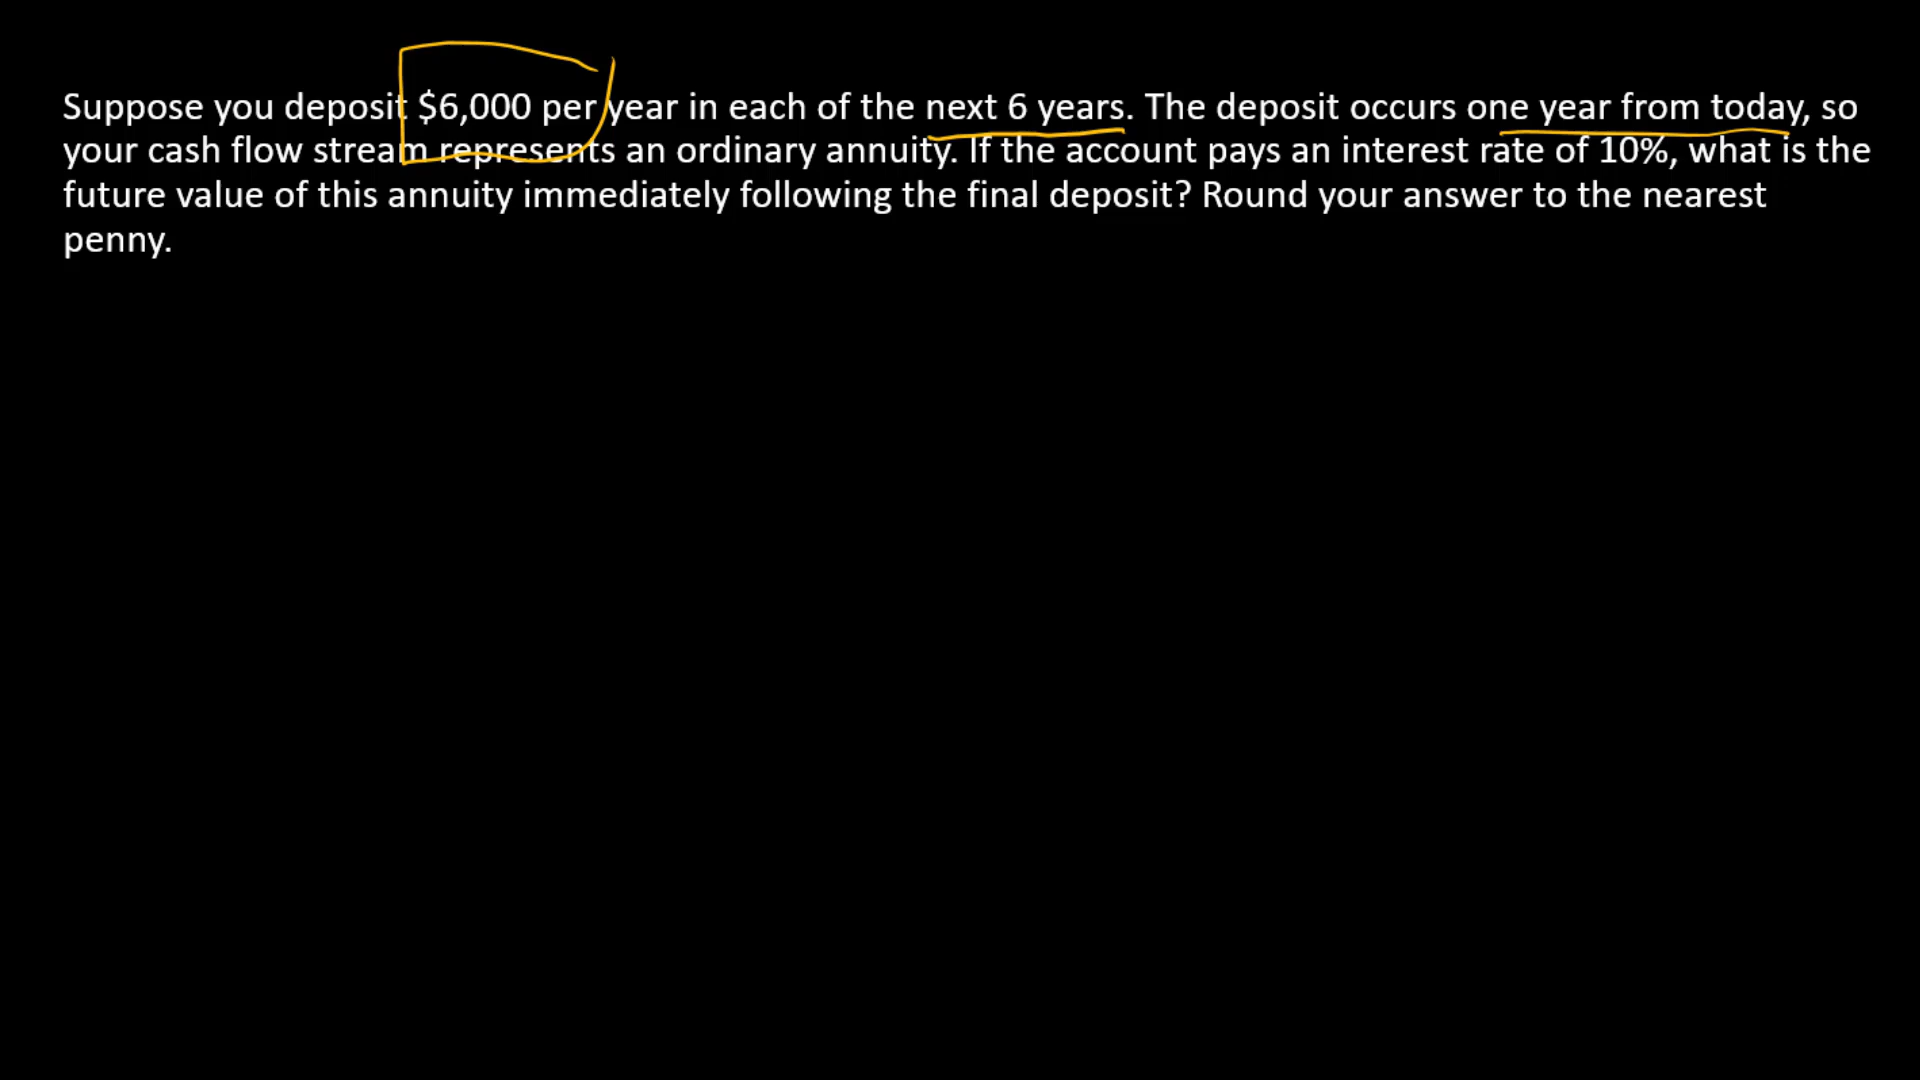 Suppose you deposit $6,000 per year in each of the next 6 years. The deposit occurs one year from today, so
your cash flow stream represents an ordinary annuity. If the account pays an interest rate of 10%, what is the
future value of this annuity immediately following the final deposit? Round your answer to the nearest
penny.